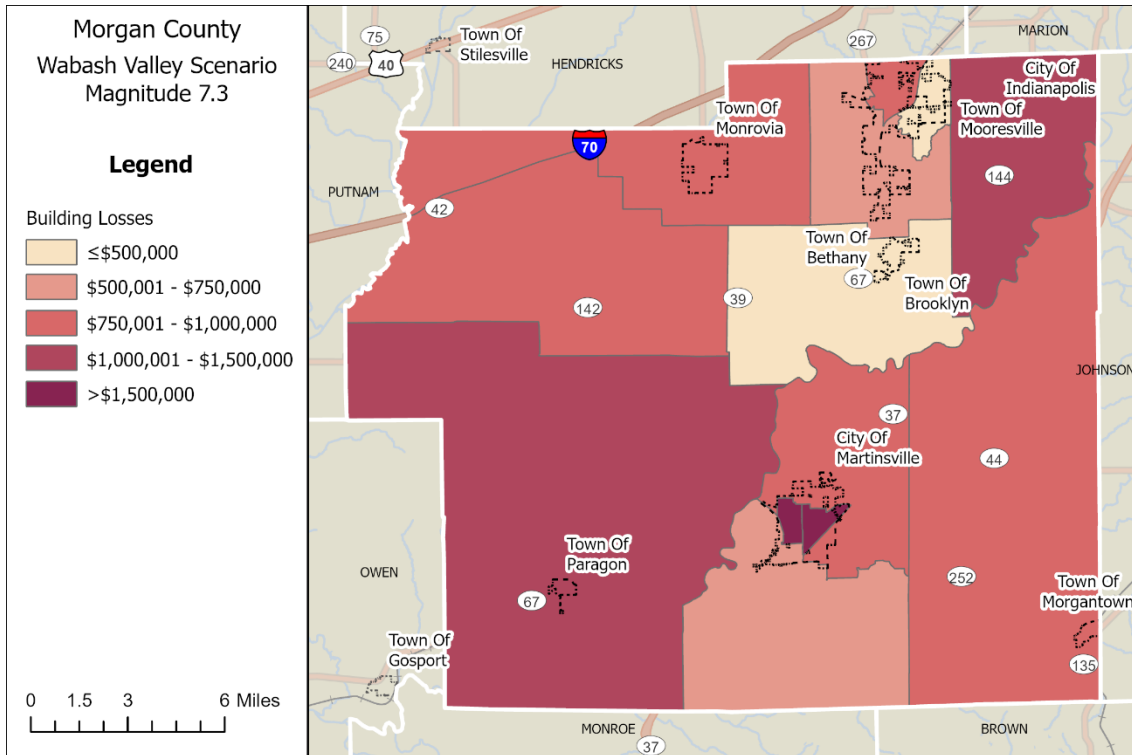 Morgan County
Wabash Valley Scenario
Magnitude 7.3
Legend
Building Losses
≤$500,000
$500,001 - $750,000
$750,001 - $1,000,000
$1,000,001 - $1,500,000
>$1,500,000
0 1.5 3 6 Miles
75
Town Of
Stilesville
240
40
HENDRICKS
267
MARION
City Of
Indianapolis
Town Of
Monrovia
Town Of
Mooresville
70
144
PUTNAM
42
Town Of
Bethany
67
Town Of
Brooklyn
39
142
JOHNSON
37
City Of
Martinsville
44
Town Of
Paragon
OWEN
67
252
Town Of
Morgantown
Town Of
Gosport
135
MONROE
37
BROWN